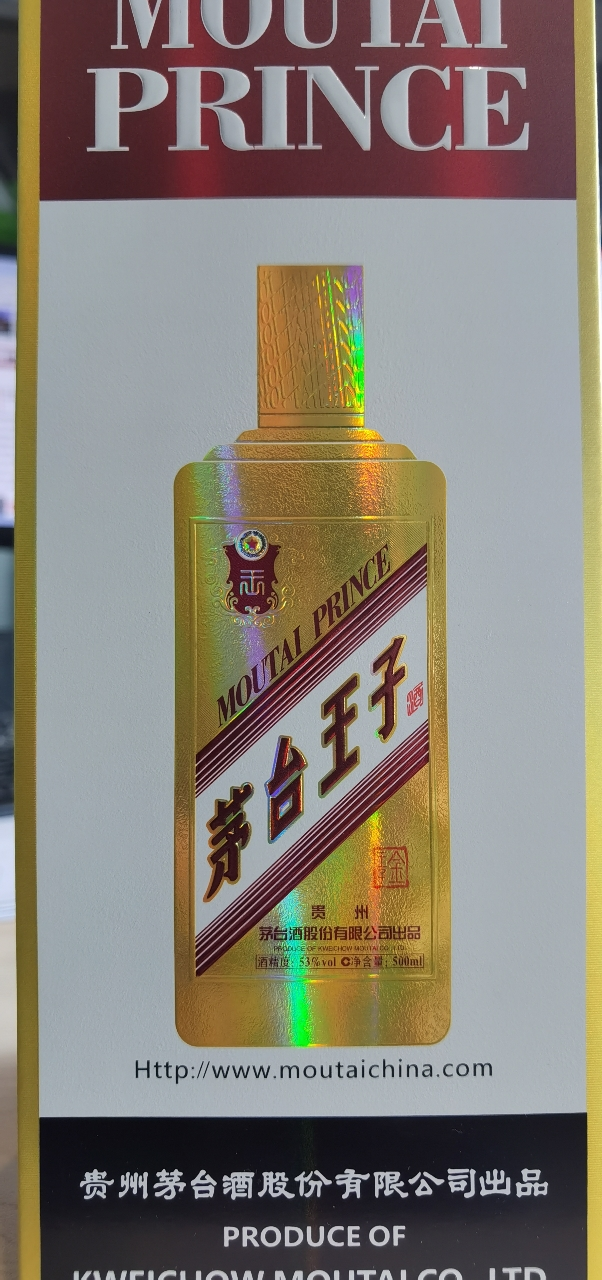 MOUTAI
PRINCE
MOUTAI PRINCE
茅台王子
酒
贵 州
茅台酒股份有限公司出品
PRODUCE OF KWEICHOW MOUTAI CO., LTD.
酒精度: 53%vol 净含量: 500ml
Http://www.moutaichina.com
贵州茅台酒股份有限公司出品
PRODUCE OF
KWEICHOW MOUTAI CO., LTD